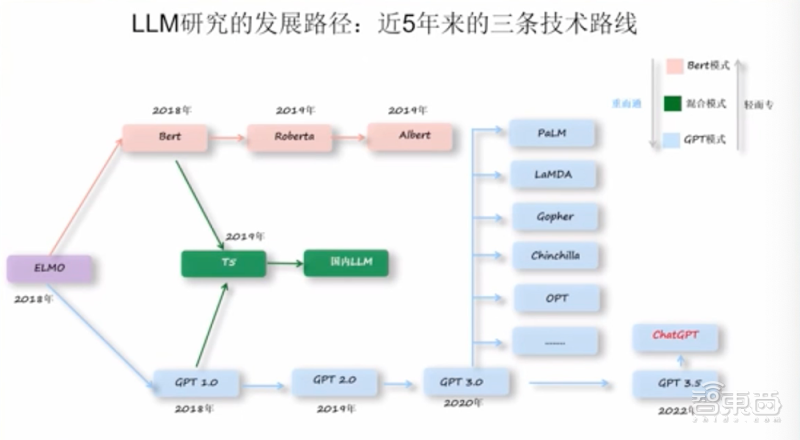 LLM研究的发展路径：近5年来的三条技术路线
Bert模式
重而通
混合模式
轻而专
GPT模式
2018年
2019年
2019年
Bert
Roberta
Albert
PaLM
LaMDA
Gopher
2019年
T5
国内LLM
Chinchilla
ELMO
2018年
OPT
......
ChatGPT
GPT 1.0
GPT 2.0
GPT 3.0
GPT 3.5
2018年
2019年
2020年
2022年
智東西
zhidx.com